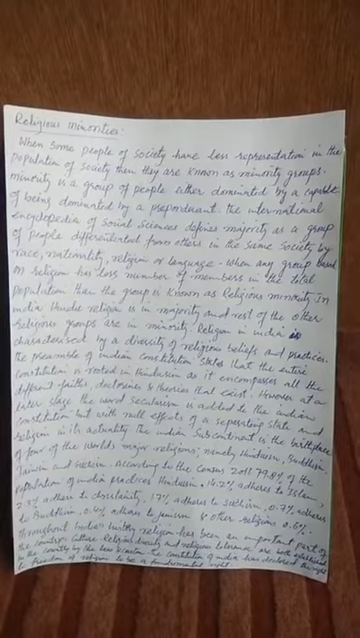 Religious minorities:
When some people of society have less representation in the
population of society then they are known as minority groups.
minority is a group of people either dominated by a capable
of being dominated by a preponduant. the international
encyclopedia of Social Sciences defines majority as a group
of people differentiated from others in the same society by
race, nationality, religion or language - when any group based
on religion has less number of members in the total
population than the group is known as Religious minority. In
india Hindu religion is in majority and rest of the other
religious groups are in minority. Religion in india is
characterised by a diversity of religious beliefs and practices.
the preamble of indian constitution states that the entire
constitution is rooted in Hinduism as it encompasses all the
different faiths, doctrines & theories that exist. However at a
later stage the word secularism is added to the indian
constitution but with null effects of a separating state and
religion in its actuality the indian Subcontinent is the birthplace
of four of the worlds major religions; namely Hinduism, Buddhism,
Jainism and Sikhism. According to the Census 2011 79.8% of the
population of india practices Hinduism, 14.2% adheres to Islam,
2.3% adhere to christianity, 1.7% adheres to Sikhism, 0.7% adheres
to Buddhism, 0.4% adhere to jainism & other religions 0.6%.
throughout India's history religion has been an important part of
the country's culture. Religious diversity and religious tolerance are both established
in the country by the law & custom. the constitution of india has declared the right
to freedom of religion to be a fundamental right.